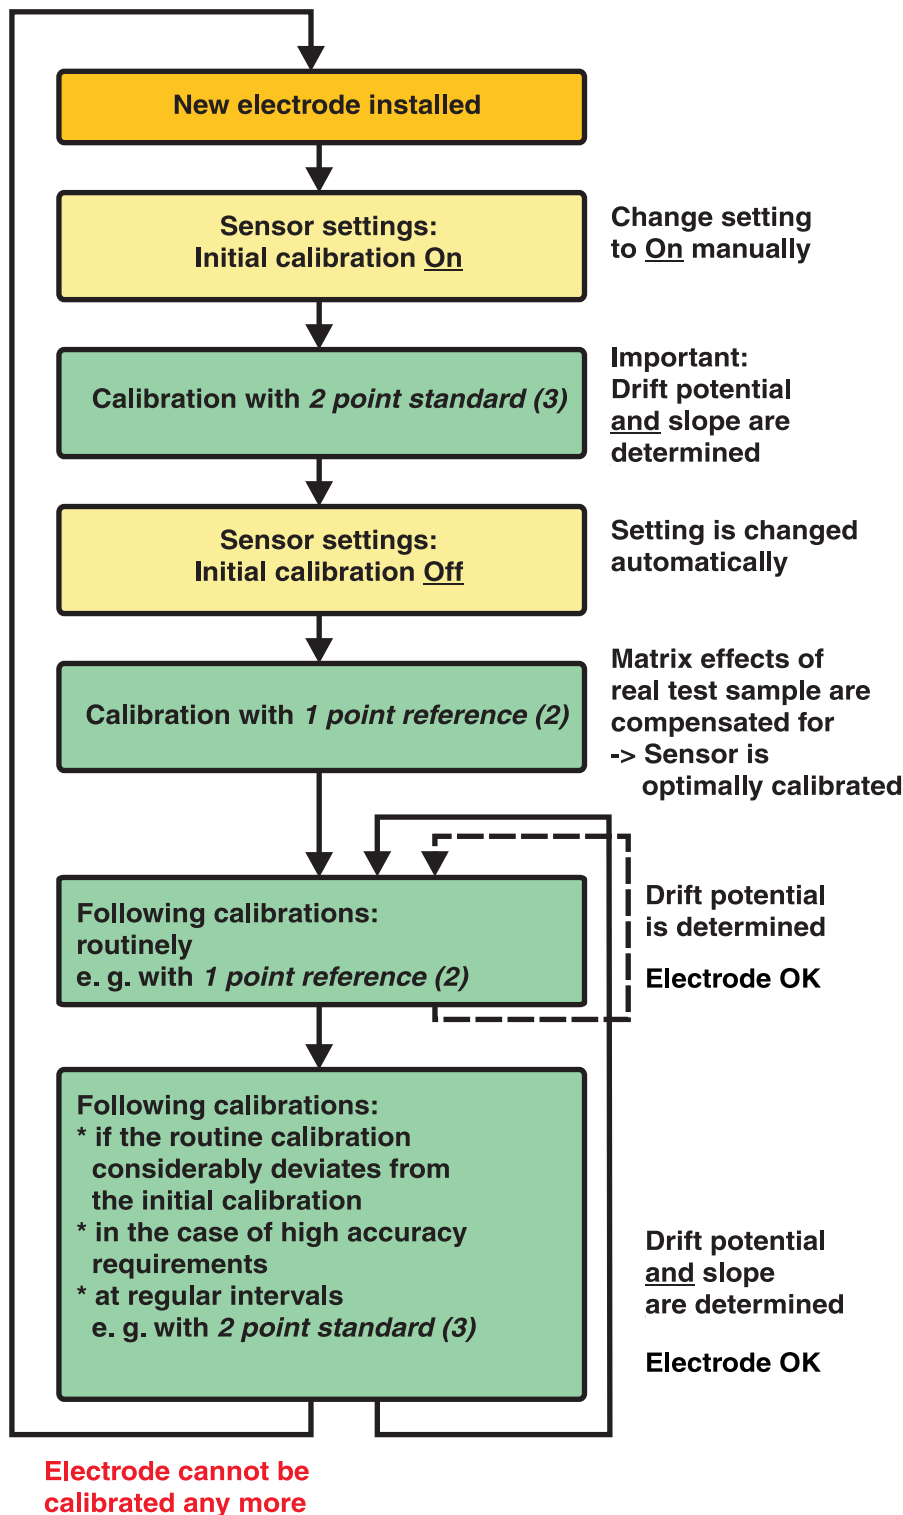 New electrode installed
Sensor settings:
Initial calibration On
Change setting
to On manually
Calibration with 2 point standard (3)
Important:
Drift potential
and slope are
determined
Sensor settings:
Initial calibration Off
Setting is changed
automatically
Calibration with 1 point reference (2)
Matrix effects of
real test sample are
compensated for
-> Sensor is
optimally calibrated
Following calibrations:
routinely
e. g. with 1 point reference (2)
Drift potential
is determined
Electrode OK
Following calibrations:
* if the routine calibration
considerably deviates from
the initial calibration
* in the case of high accuracy
requirements
* at regular intervals
e. g. with 2 point standard (3)
Drift potential
and slope
are determined
Electrode OK
Electrode cannot be
calibrated any more